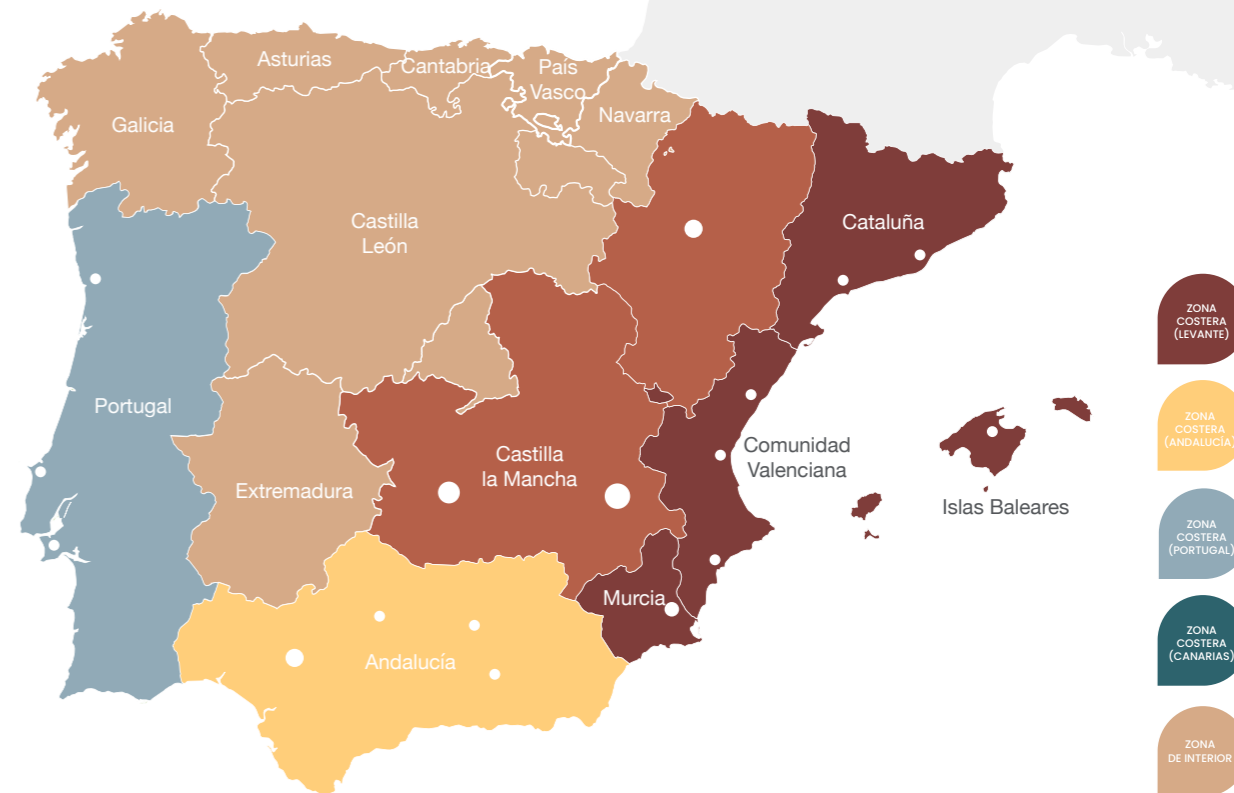 Asturias
Cantabria
País
Vasco
Navarra
Galicia
Castilla
León
Cataluña
Portugal
Extremadura
Castilla
la Mancha
Comunidad
Valenciana
Islas Baleares
Murcia
Andalucía
ZONA
COSTERA
(LEVANTE)
ZONA
COSTERA
(ANDALUCÍA)
ZONA
COSTERA
(PORTUGAL)
ZONA
COSTERA
(CANARIAS)
ZONA
DE INTERIOR